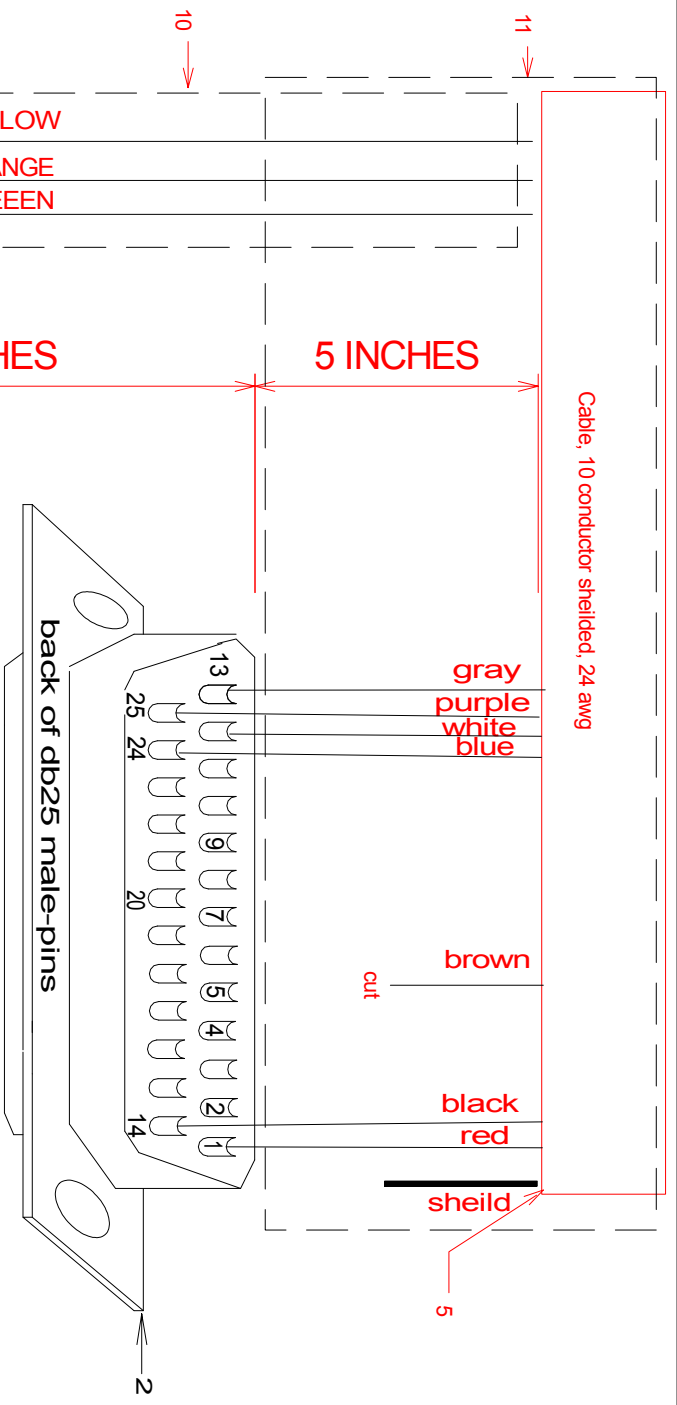 10
11
LOW
ANGE
EEEN
HES
5 INCHES
Cable, 10 conductor sheilded, 24 awg
gray
purple
white
blue
brown
cut
black
red
sheild
5
13
25
24
9
20
7
5
4
2
14
1
back of db25 male-pins
2